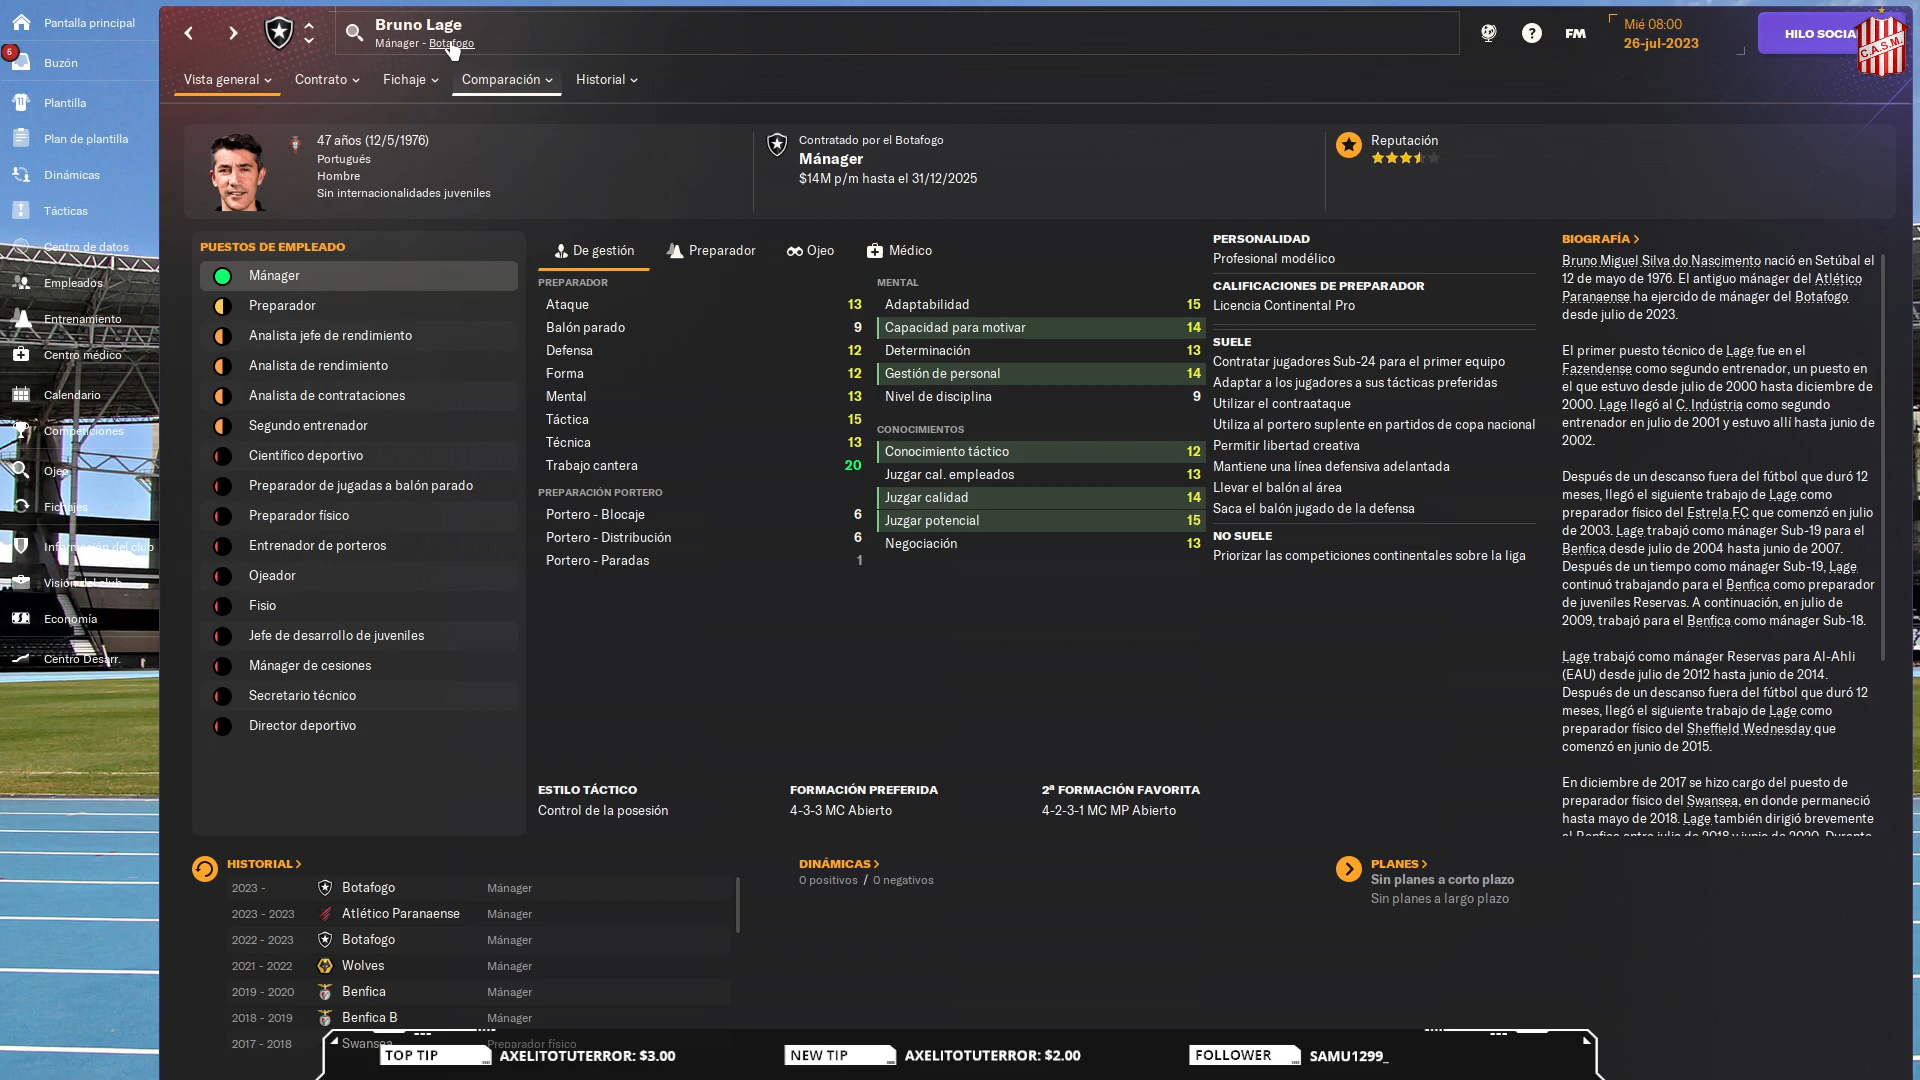 Pantalla principal
6
Buzón
Plantilla
Plan de plantilla
Dinámicas
Tácticas
Centro de datos
Empleados
Entrenamiento
Centro médico
Calendario
Competiciones
Ojeo
Fichajes
Información del club
Visión del club
Economía
Centro Desarr.
Bruno Lage
Mánager - Botafogo
FM
Mié 08:00
26-jul-2023
HILO SOCIA
C.A.S.M.
Vista general
Contrato
Fichaje
Comparación
Historial
47 años (12/5/1976)
Portugués
Hombre
Sin internacionalidades juveniles
Contratado por el Botafogo
Mánager
$14M p/m hasta el 31/12/2025
Reputación
PUESTOS DE EMPLEADO
Mánager
Preparador
Analista jefe de rendimiento
Analista de rendimiento
Analista de contrataciones
Segundo entrenador
Científico deportivo
Preparador de jugadas a balón parado
Preparador físico
Entrenador de porteros
Ojeador
Fisio
Jefe de desarrollo de juveniles
Mánager de cesiones
Secretario técnico
Director deportivo
De gestión
Preparador
Ojeo
Médico
PREPARADOR
Ataque 13
Balón parado 9
Defensa 12
Forma 12
Mental 13
Táctica 15
Técnica 13
Trabajo cantera 20
PREPARACIÓN PORTERO
Portero - Blocaje 6
Portero - Distribución 6
Portero - Paradas 1
MENTAL
Adaptabilidad 15
Capacidad para motivar 14
Determinación 13
Gestión de personal 14
Nivel de disciplina 9
CONOCIMIENTOS
Conocimiento táctico 12
Juzgar cal. empleados 13
Juzgar calidad 14
Juzgar potencial 15
Negociación 13
PERSONALIDAD
Profesional modélico
CALIFICACIONES DE PREPARADOR
Licencia Continental Pro
SUELE
Contratar jugadores Sub-24 para el primer equipo
Adaptar a los jugadores a sus tácticas preferidas
Utilizar el contraataque
Utiliza al portero suplente en partidos de copa nacional
Permitir libertad creativa
Mantiene una línea defensiva adelantada
Llevar el balón al área
Saca el balón jugado de la defensa
NO SUELE
Priorizar las competiciones continentales sobre la liga
ESTILO TÁCTICO
Control de la posesión
FORMACIÓN PREFERIDA
4-3-3 MC Abierto
2ª FORMACIÓN FAVORITA
4-2-3-1 MC MP Abierto
BIOGRAFÍA
Bruno Miguel Silva do Nascimento nació en Setúbal el
12 de mayo de 1976. El antiguo mánager del Atlético
Paranaense ha ejercido de mánager del Botafogo
desde julio de 2023.
El primer puesto técnico de Lage fue en el
Fazendense como segundo entrenador, un puesto en
el que estuvo desde julio de 2000 hasta diciembre de
2000. Lage llegó al C. Indústria como segundo
entrenador en julio de 2001 y estuvo allí hasta junio de
2002.
Después de un descanso fuera del fútbol que duró 12
meses, llegó el siguiente trabajo de Lage como
preparador físico del Estrela FC que comenzó en julio
de 2003. Lage trabajó como mánager Sub-19 para el
Benfica desde julio de 2004 hasta junio de 2007.
Después de un tiempo como mánager Sub-19, Lage
continuó trabajando para el Benfica como preparador
de juveniles Reservas. A continuación, en julio de
2009, trabajó para el Benfica como mánager Sub-18.
Lage trabajó como mánager Reservas para Al-Ahli
(EAU) desde julio de 2012 hasta junio de 2014.
Después de un descanso fuera del fútbol que duró 12
meses, llegó el siguiente trabajo de Lage como
preparador físico del Sheffield Wednesday que
comenzó en junio de 2015.
En diciembre de 2017 se hizo cargo del puesto de
preparador físico del Swansea, en donde permaneció
hasta mayo de 2018. Lage también dirigió brevemente
el Benfica entre julio de 2018 y junio de 2020. Durante
HISTORIAL
2023 - Botafogo Mánager
2023 - 2023 Atlético Paranaense Mánager
2022 - 2023 Botafogo Mánager
2021 - 2022 Wolves Mánager
2019 - 2020 Benfica Mánager
2018 - 2019 Benfica B Mánager
2017 - 2018 Swansea Preparador físico
DINÁMICAS
0 positivos / 0 negativos
PLANES
Sin planes a corto plazo
Sin planes a largo plazo
TOP TIP AXELITOTUTERROR: $3.00
NEW TIP AXELITOTUTERROR: $2.00
FOLLOWER SAMU1299_